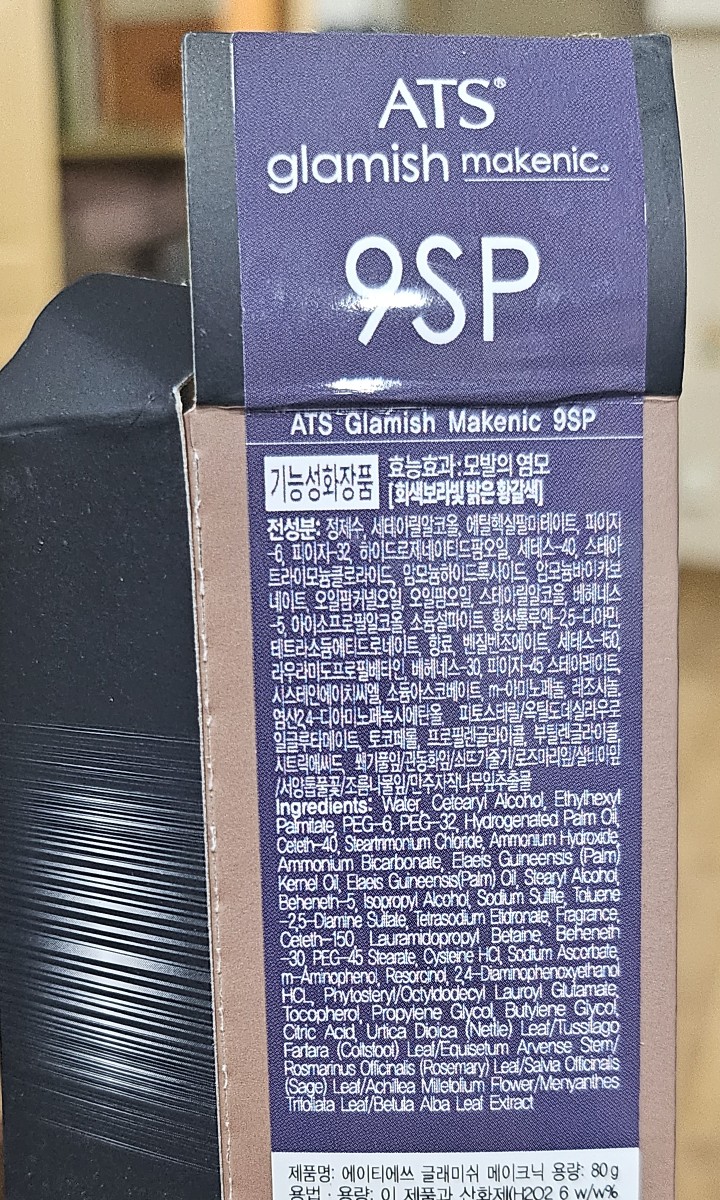 ATS®
glamish makenic.
9SP
ATS Glamish Makenic 9SP
기능성화장품
효능효과:모발의 염모
[회색보라빛 밝은 황갈색]
전성분: 정제수, 세테아릴알코올, 에틸헥실팔미테이트, 피이지
-6, 피이지-32, 하이드로제네이티드팜오일, 세테스-40, 스테아
트라이모늄클로라이드, 암모늄하이드록사이드, 암모늄바이카보
네이트, 오일팜커넬오일, 오일팜오일, 스테아릴알코올, 베헤네스
-5, 아이소프로필알코올, 소듐설파이트, 황산톨루엔-2,5-디아민,
테트라소듐에티드로네이트, 향료, 벤질벤조에이트, 세테스-150,
라우라미도프로필베타인, 베헤네스-30, 피이지-45 스테아레이트,
시스테인에이치씨엘, 소듐아스코베이트, m-아미노페놀, 레조시놀,
염산2,4-디아미노페녹시에탄올, 피토스테릴/옥틸도데실라우로
일글루타메이트, 토코페롤, 프로필렌글라이콜, 부틸렌글라이콜,
시트릭애씨드, 쐐기풀잎/관동화잎/쇠뜨기줄기/로즈마리잎/살비아잎
/서양톱풀꽃/조름나물잎/만주자작나무잎추출물
Ingredients: Water, Cetearyl Alcohol, Ethylhexyl
Palmitate, PEG-6, PEG-32, Hydrogenated Palm Oil,
Ceteth-40, Steartrimonium Chloride, Ammonium Hydroxide,
Ammonium Bicarbonate, Elaeis Guineensis (Palm)
Kernel Oil, Elaeis Guineensis(Palm) Oil, Stearyl Alcohol,
Beheneth-5, Isopropyl Alcohol, Sodium Sulfite, Toluene
-2,5-Diamine Sulfate, Tetrasodium Etidronate, Fragrance,
Ceteth-150, Lauramidopropyl Betaine, Beheneth
-30, PEG-45 Stearate, Cysteine HCl, Sodium Ascorbate,
m-Aminophenol, Resorcinol, 2,4-Diaminophenoxyethanol
HCL, Phytosteryl/Octyldodecyl Lauroyl Glutamate,
Tocopherol, Propylene Glycol, Butylene Glycol,
Citric Acid, Urtica Dioica (Nettle) Leaf/Tussilago
Farfara (Coltsfoot) Leaf/Equisetum Arvense Stem/
Rosmarinus Officinalis (Rosemary) Leaf/Salvia Officinalis
(Sage) Leaf/Achillea Millefolium Flower/Menyanthes
Trifoliata Leaf/Betula Alba Leaf Extract
제품명: 에이티에쓰 글래미쉬 메이크닉 용량: 80g
용법·용량: 이 제품과 산화제(H2O2 6 w/w%